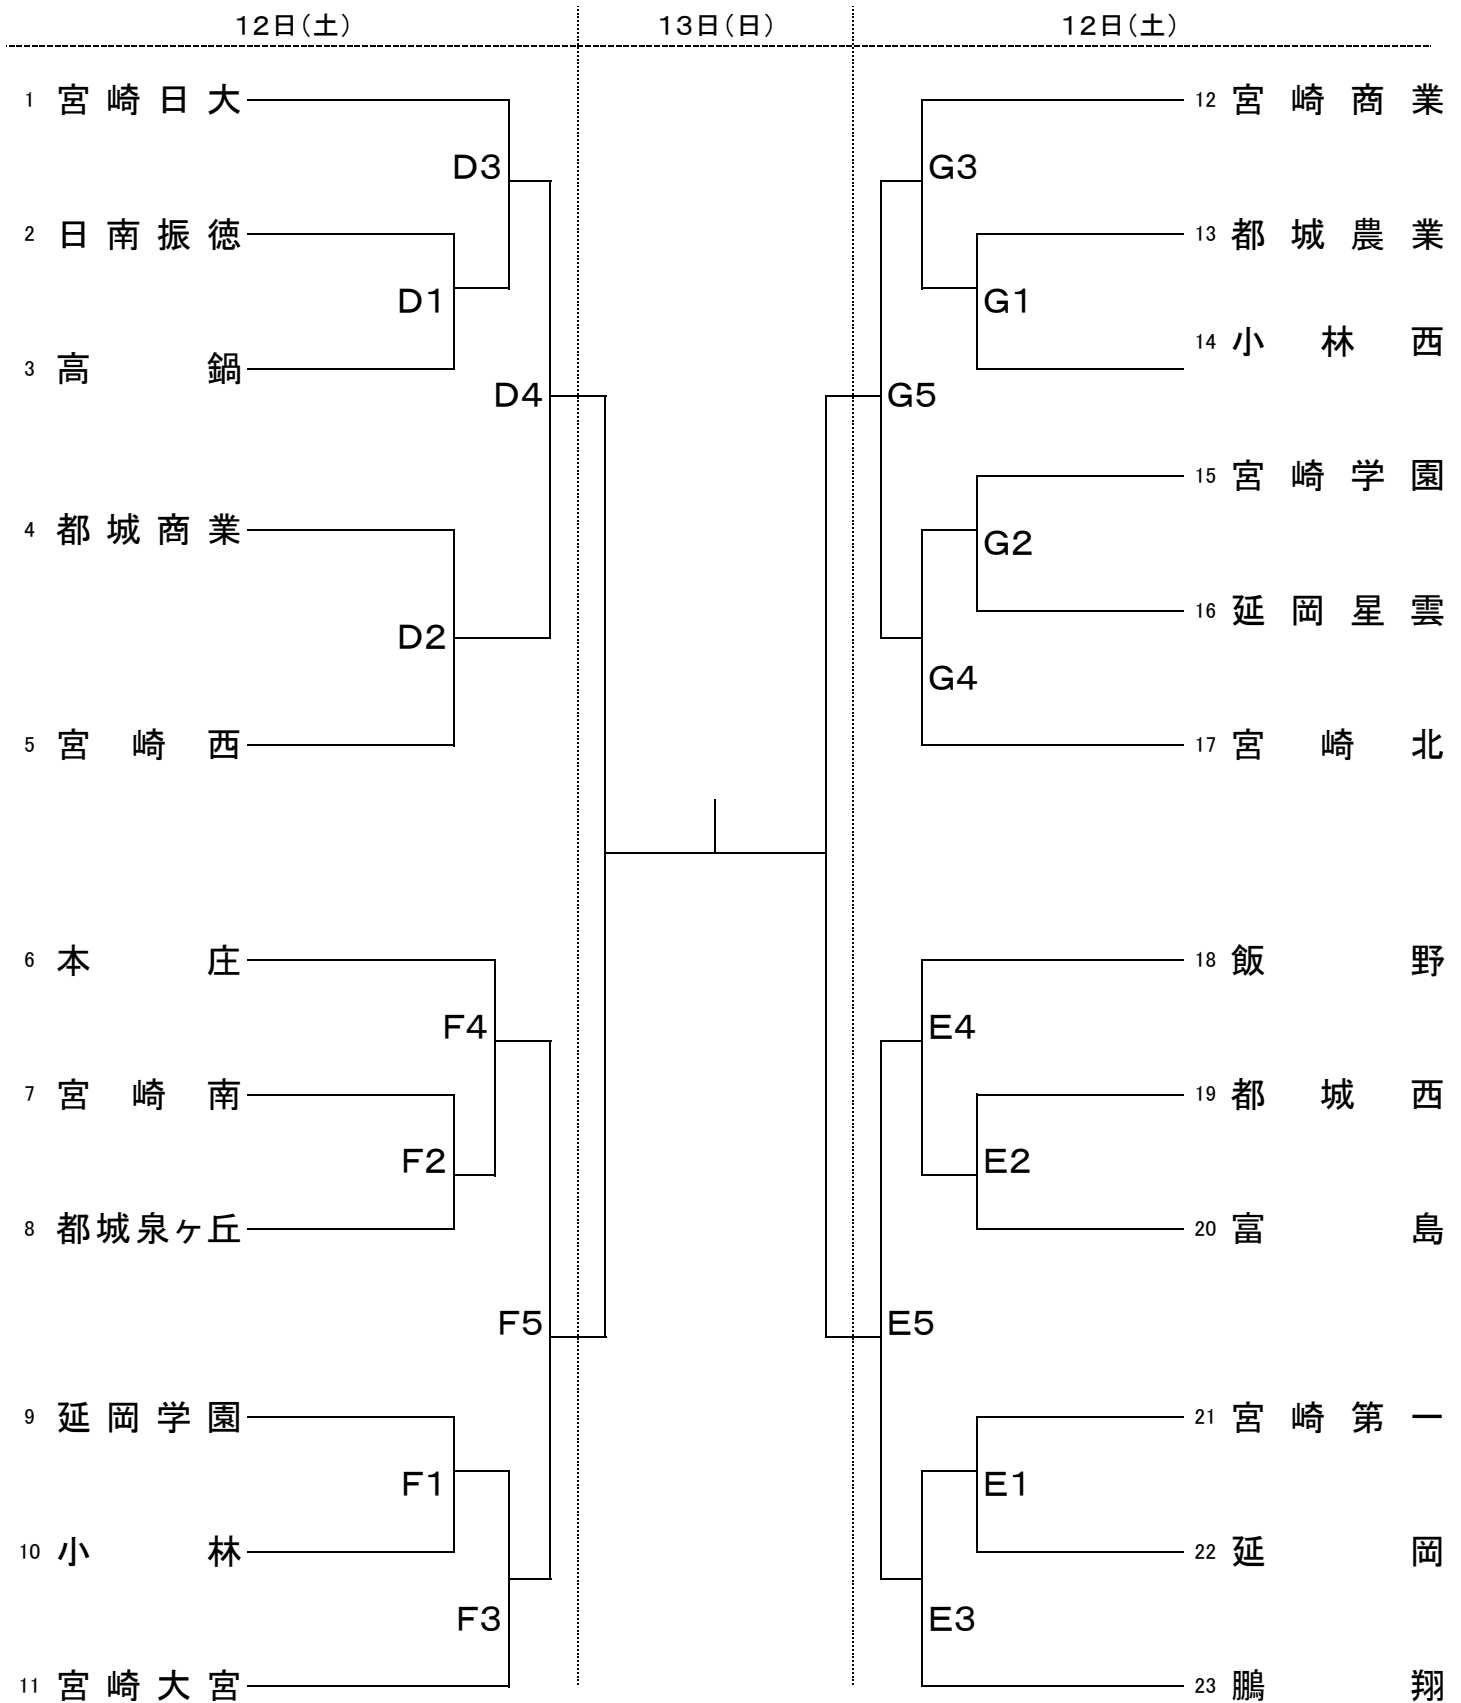 12日（土） 13日（日） 12日（土）
1 宮崎日大
D3
2 日南振徳
D1
3 高鍋
D4
4 都城商業
D2
5 宮崎西
6 本庄
F4
7 宮崎南
F2
8 都城泉ヶ丘
F5
9 延岡学園
F1
10 小林
F3
11 宮崎大宮
12 宮崎商業
G3
13 都城農業
G1
14 小林西
G5
15 宮崎学園
G2
16 延岡星雲
G4
17 宮崎北
18 飯野
E4
19 都城西
E2
20 富島
E5
21 宮崎第一
E1
22 延岡
E3
23 鵬翔